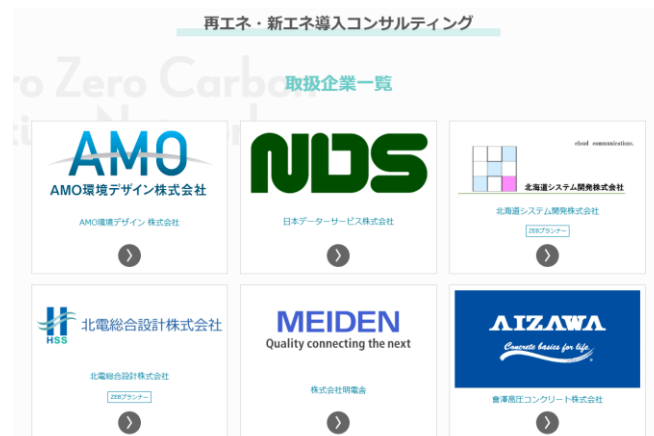 再エネ・新エネ導入コンサルティング
Zero Carbon
取扱企業一覧
AMO
AMO環境デザイン株式会社
AMO環境デザイン 株式会社
NDS
日本データーサービス株式会社
cloud communications.
北海道システム開発株式会社
北海道システム開発株式会社
ZEBプランナー
HSS
北電総合設計株式会社
北電総合設計株式会社
ZEBプランナー
MEIDEN
Quality connecting the next
株式会社明電舎
AIZAWA
Concrete basics for life
會澤高圧コンクリート株式会社